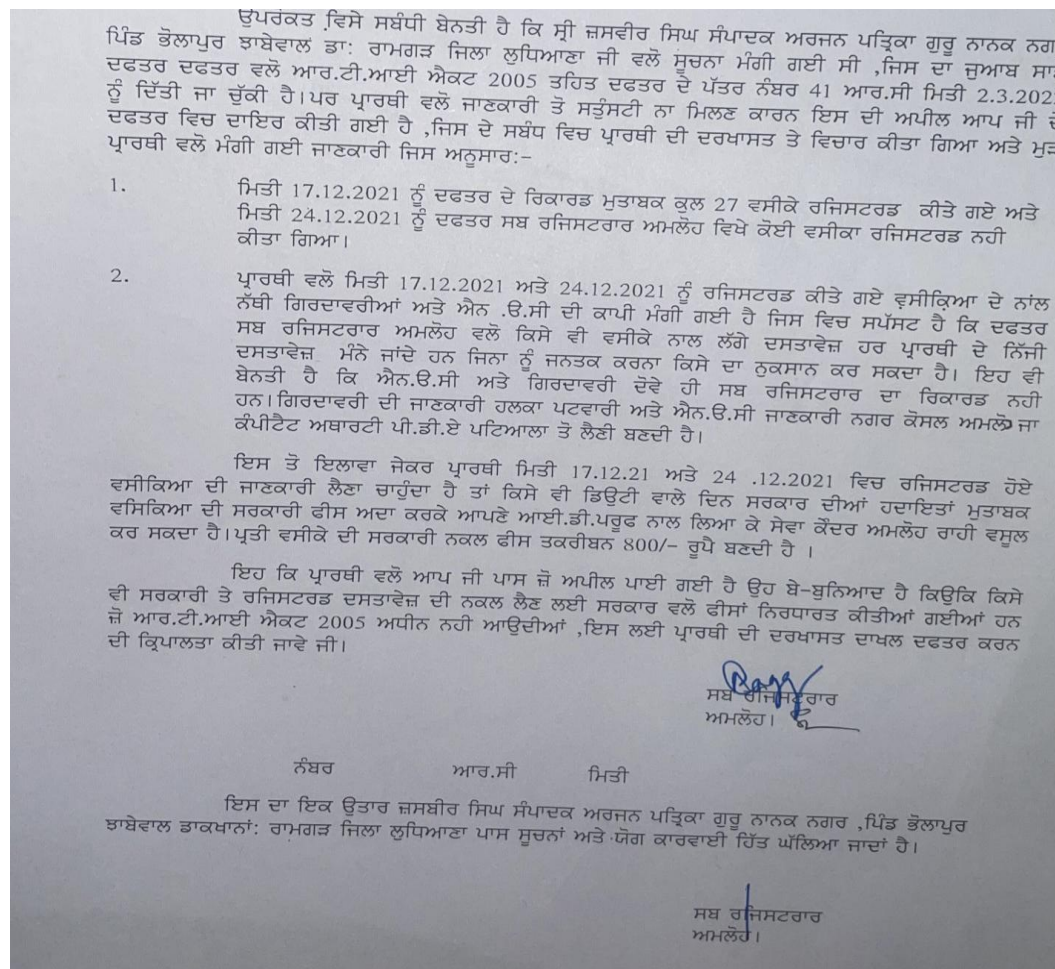 ਉਪਰੋਕਤ ਵਿਸੇ ਸਬੰਧੀ ਬੇਨਤੀ ਹੈ ਕਿ ਸ੍ਰੀ ਜ਼ਸਵੀਰ ਸਿਘ ਸੰਪਾਦਕ ਅਰਜਨ ਪਤ੍ਰਿਕਾ ਗੁਰੂ ਨਾਨਕ
ਪਿੰਡ ਭੋਲਾਪੁਰ ਝਾਬੇਵਾਲ ਡਾ: ਰਾਮਗੜ ਜਿਲਾ ਲੁਧਿਆਣਾ ਜੀ ਵਲੋ ਸੂਚਨਾ ਮੰਗੀ ਗਈ ਸੀ ,ਜਿਸ ਦਾ ਜੁਆਬ
ਦਫਤਰ ਦਫਤਰ ਵਲੋ ਆਰ.ਟੀ.ਆਈ ਐਕਟ 2005 ਤਹਿਤ ਦਫਤਰ ਦੇ ਪੱਤਰ ਨੰਬਰ 41 ਆਰ.ਸੀ ਮਿਤੀ
ਨੂੰ ਦਿੱਤੀ ਜਾ ਚੁੱਕੀ ਹੈ।ਪਰ ਪ੍ਰਾਰਥੀ ਵਲੋ ਜਾਣਕਾਰੀ ਤੋ ਸਤੁੰਸਟੀ ਨਾ ਮਿਲਣ ਕਾਰਨ ਇਸ ਦੀ ਅਪੀਲ ਆਪ ਜੀ ਦੇ
ਦਫਤਰ ਵਿਚ ਦਾਇਰ ਕੀਤੀ ਗਈ ਹੈ ,ਜਿਸ ਦੇ ਸਬੰਧ ਵਿਚ ਪ੍ਰਾਰਥੀ ਦੀ ਦਰਖਾਸਤ ਤੇ ਵਿਚਾਰ ਕੀਤਾ ਗਿਆ ਅਤੇ
ਪ੍ਰਾਰਥੀ ਵਲੋ ਮੰਗੀ ਗਈ ਜਾਣਕਾਰੀ ਜਿਸ ਅਨੂਸਾਰ:-
1. ਮਿਤੀ 17.12.2021 ਨੂੰ ਦਫਤਰ ਦੇ ਰਿਕਾਰਡ ਮੁਤਾਬਕ ਕੁਲ 27 ਵਸੀਕੇ ਰਜਿਸਟਰਡ ਕੀਤੇ ਗਏ ਅਤੇ
ਮਿਤੀ 24.12.2021 ਨੂੰ ਦਫਤਰ ਸਬ ਰਜਿਸਟਰਾਰ ਅਮਲੋਹ ਵਿਖੇ ਕੋਈ ਵਸੀਕਾ ਰਜਿਸਟਰਡ ਨਹੀ
ਕੀਤਾ ਗਿਆ।
2. ਪ੍ਰਾਰਥੀ ਵਲੋ ਮਿਤੀ 17.12.2021 ਅਤੇ 24.12.2021 ਨੂੰ ਰਜਿਸਟਰਡ ਕੀਤੇ ਗਏ ਵ਼ਸੀਕਿ਼ਆ ਦੇ ਨਾਂਲ
ਨੱਥੀ ਗਿਰਦਾਵਰੀਆਂ ਅਤੇ ਐਨ .ਓ.ਸੀ ਦੀ ਕਾਪੀ ਮੰਗੀ ਗਈ ਹੈ ਜਿਸ ਵਿਚ ਸਪੱਸਟ ਹੈ ਕਿ ਦਫਤਰ
ਸਬ ਰਜਿਸਟਰਾਰ ਅਮਲੋਹ ਵਲੋ ਕਿਸੇ ਵੀ ਵਸੀਕੇ ਨਾਲ ਲੱਗੇ ਦਸਤਾਵੇਜ਼ ਹਰ ਪ੍ਰਾਰਥੀ ਦੇ ਨਿੱਜੀ
ਦਸਤਾਵੇਜ਼ ਮੰਨੇ ਜਾਂਦੇ ਹਨ ਜਿਨਾ ਨੂੰ ਜਨਤਕ ਕਰਨਾ ਕਿਸੇ ਦਾ ਨੁਕਸਾਨ ਕਰ ਸਕਦਾ ਹੈ। ਇਹ ਵੀ
ਬੇਨਤੀ ਹੈ ਕਿ ਐਨ.ਓ.ਸੀ ਅਤੇ ਗਿਰਦਾਵਰੀ ਦੋਵੇ ਹੀ ਸਬ ਰਜਿਸਟਰਾਰ ਦਾ ਰਿਕਾਰਡ ਨਹੀ
ਹਨ।ਗਿਰਦਾਵਰੀ ਦੀ ਜਾਣਕਾਰੀ ਹਲਕਾ ਪਟਵਾਰੀ ਅਤੇ ਐਨ.ਓ.ਸੀ ਜਾਣਕਾਰੀ ਨਗਰ ਕੋਸਲ ਅਮਲੋਹ ਜਾ
ਕੰਪੀਟੈਟ ਅਥਾਰਟੀ ਪੀ.ਡੀ.ਏ ਪਟਿਆਲਾ ਤੋ ਲੈਣੀ ਬਣਦੀ ਹੈ।
ਇਸ ਤੋ ਇਲਾਵਾ ਜੇਕਰ ਪ੍ਰਾਰਥੀ ਮਿਤੀ 17.12.21 ਅਤੇ 24 .12.2021 ਵਿਚ ਰਜਿਸਟਰਡ ਹੋਏ
ਵਸੀਕਿਆ ਦੀ ਜਾਣਕਾਰੀ ਲੈਣਾ ਚਾਹੁੰਦਾ ਹੈ ਤਾਂ ਕਿਸੇ ਵੀ ਡਿਉਟੀ ਵਾਲੇ ਦਿਨ ਸਰਕਾਰ ਦੀਆਂ ਹਦਾਇਤਾਂ ਮੁਤਾਬਕ
ਵਸਿਕਿਆ ਦੀ ਸਰਕਾਰੀ ਫੀਸ ਅਦਾ ਕਰਕੇ ਆਪਣੇ ਆਈ.ਡੀ.ਪਰੂਫ ਨਾਲ ਲਿਆ ਕੇ ਸੇਵਾ ਕੇਂਦਰ ਅਮਲੋਹ ਰਾਹੀ ਵਸੂਲ
ਕਰ ਸਕਦਾ ਹੈ।ਪ੍ਰਤੀ ਵਸੀਕੇ ਦੀ ਸਰਕਾਰੀ ਨਕਲ ਫੀਸ ਤਕਰੀਬਨ 800/- ਰੂਪੈ ਬਣਦੀ ਹੈ ।
ਇਹ ਕਿ ਪ੍ਰਾਰਥੀ ਵਲੋ ਆਪ ਜੀ ਪਾਸ ਜ਼ੋ ਅਪੀਲ ਪਾਈ ਗਈ ਹੈ ਉਹ ਬੇ-ਬੁਨਿਆਦ ਹੈ ਕਿਉਕਿ ਕਿਸੇ
ਵੀ ਸਰਕਾਰੀ ਤੇ ਰਜਿਸਟਰਡ ਦਸਤਾਵੇਜ਼ ਦੀ ਨਕਲ ਲੈਣ ਲਈ ਸਰਕਾਰ ਵਲੋ ਫੀਸਾਂ ਨਿਰਧਾਰਤ ਕੀਤੀਆਂ ਗਈਆਂ ਹਨ
ਜ਼ੋ ਆਰ.ਟੀ.ਆਈ ਐਕਟ 2005 ਅਧੀਨ ਨਹੀ ਆਉਦੀਆਂ ,ਇਸ ਲਈ ਪ੍ਰਾਰਥੀ ਦੀ ਦਰਖਾਸਤ ਦਾਖਲ ਦਫਤਰ ਕਰਨ
ਦੀ ਕ੍ਰਿਪਾਲਤਾ ਕੀਤੀ ਜਾਵੇ ਜੀ।
ਸਬ ਰਜਿਸਟਰਾਰ
ਅਮਲੋਹ।
ਨੰਬਰ ਆਰ.ਸੀ ਮਿਤੀ
ਇਸ ਦਾ ਇਕ ਉਤਾਰ ਜ਼ਸਬੀਰ ਸਿਘ ਸੰਪਾਦਕ ਅਰਜਨ ਪਤ੍ਰਿਕਾ ਗੁਰੂ ਨਾਨਕ ਨਗਰ ,ਪਿੰਡ ਭੋਲਾਪੁਰ
ਝਾਬੇਵਾਲ ਡਾਕਖਾਨਾਂ: ਰਾਮਗੜ ਜਿਲਾ ਲੁਧਿਆਣਾ ਪਾਸ ਸੂਚਨਾਂ ਅਤੇ ਯੋਗ ਕਾਰਵਾਈ ਹਿੱਤ ਘੱਲਿਆ ਜਾਦਾਂ ਹੈ।
ਸਬ ਰਜਿਸਟਰਾਰ
ਅਮਲੋਹ।